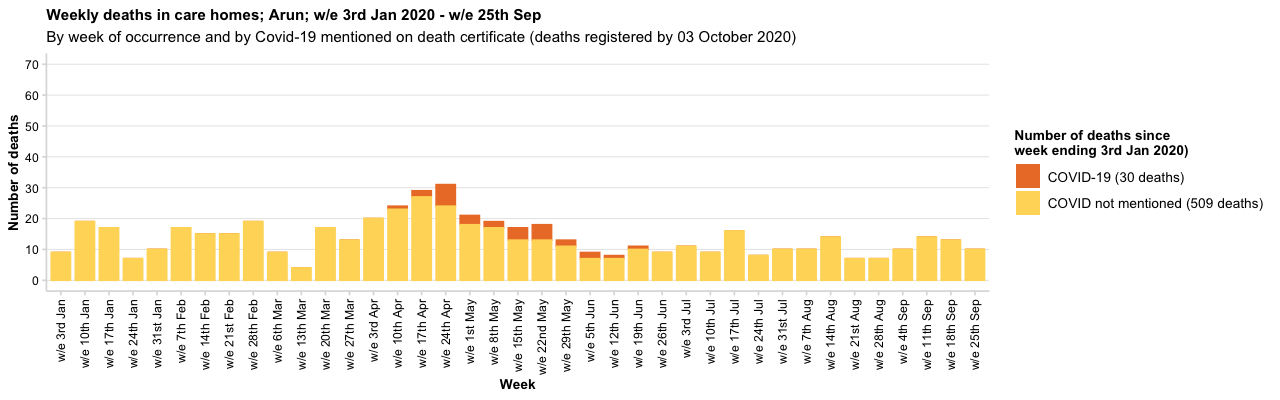 Weekly deaths in care homes; Arun; w/e 3rd Jan 2020 - w/e 25th Sep
By week of occurrence and by Covid-19 mentioned on death certificate (deaths registered by 03 October 2020)
Number of deaths
70
60
50
40
30
20
10
0
w/e 3rd Jan
w/e 10th Jan
w/e 17th Jan
w/e 24th Jan
w/e 31st Jan
w/e 7th Feb
w/e 14th Feb
w/e 21st Feb
w/e 28th Feb
w/e 6th Mar
w/e 13th Mar
w/e 20th Mar
w/e 27th Mar
w/e 3rd Apr
w/e 10th Apr
w/e 17th Apr
w/e 24th Apr
w/e 1st May
w/e 8th May
w/e 15th May
w/e 22nd May
w/e 29th May
w/e 5th Jun
w/e 12th Jun
w/e 19th Jun
w/e 26th Jun
w/e 3rd Jul
w/e 10th Jul
w/e 17th Jul
w/e 24th Jul
w/e 31st Jul
w/e 7th Aug
w/e 14th Aug
w/e 21st Aug
w/e 28th Aug
w/e 4th Sep
w/e 11th Sep
w/e 18th Sep
w/e 25th Sep
Week
Number of deaths since
week ending 3rd Jan 2020)
COVID-19 (30 deaths)
COVID not mentioned (509 deaths)